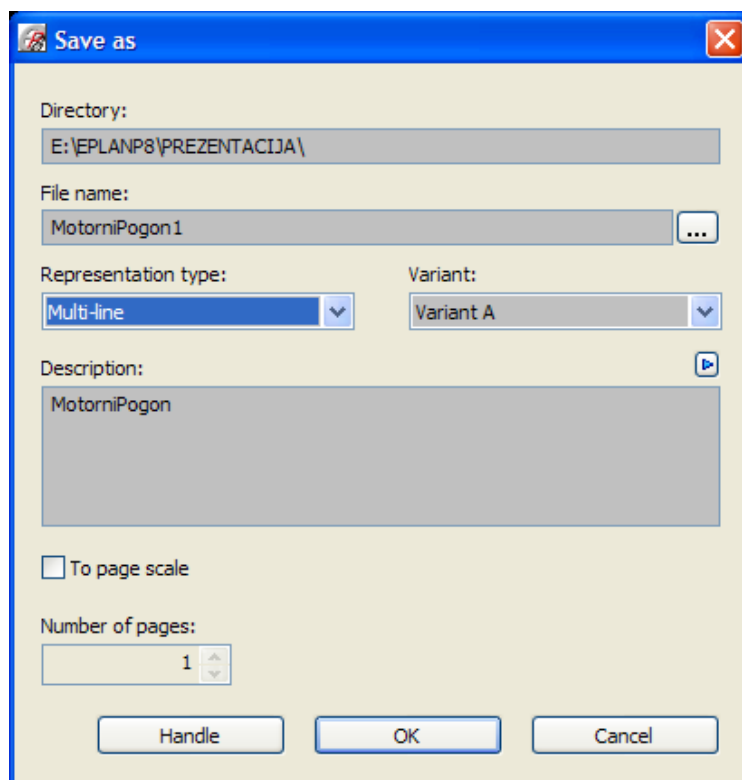 Save as
Directory:
E:\EPLANP8\PREZENTACIJA\
File name:
MotorniPogon1
...
Representation type: Variant:
Multi-line Variant A
Description:
MotorniPogon
To page scale
Number of pages:
1
Handle OK Cancel